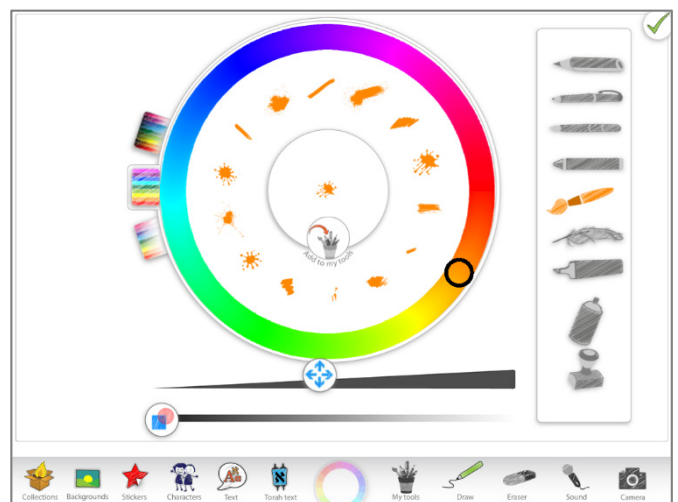 Add to my tools
Collections
Backgrounds
Stickers
Characters
Text
Torah text
My tools
Draw
Eraser
Sound
Camera